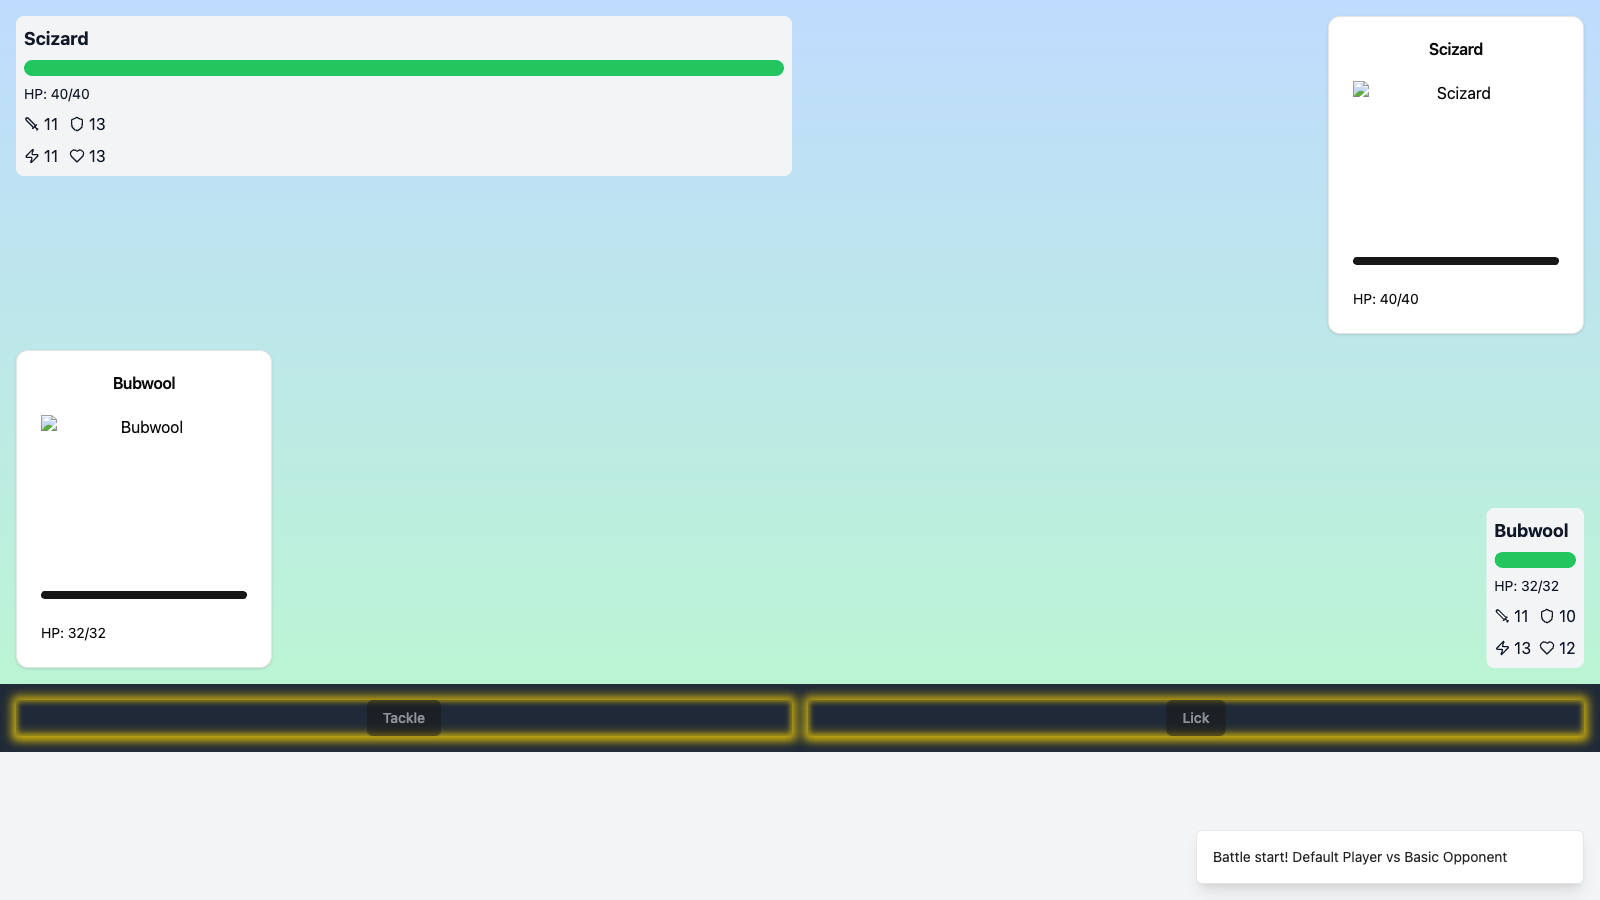 Scizard
HP: 40/40
11 13
11 13
Scizard
Scizard
HP: 40/40
Bubwool
Bubwool
HP: 32/32
Bubwool
HP: 32/32
11 10
13 12
Tackle
Lick
Battle start! Default Player vs Basic Opponent